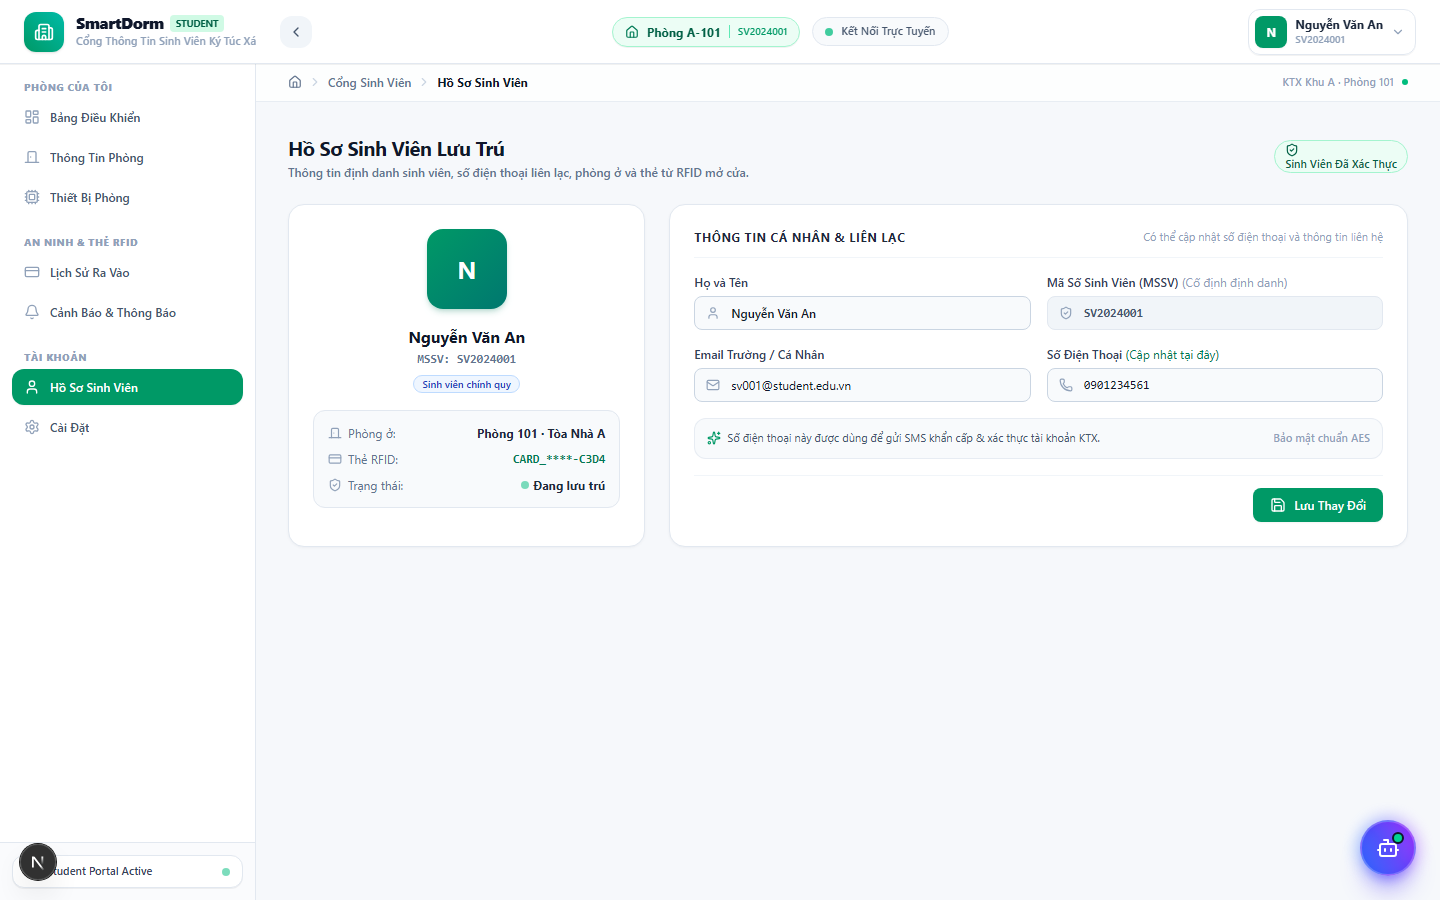 SmartDorm STUDENT
Cổng Thông Tin Sinh Viên Ký Túc Xá
Phòng A-101 SV2024001
Kết Nối Trực Tuyến
N
Nguyễn Văn An
SV2024001
PHÒNG CỦA TÔI
Bảng Điều Khiển
Thông Tin Phòng
Thiết Bị Phòng
AN NINH & THẺ RFID
Lịch Sử Ra Vào
Cảnh Báo & Thông Báo
TÀI KHOẢN
Hồ Sơ Sinh Viên
Cài Đặt
N
tudent Portal Active
Cổng Sinh Viên
Hồ Sơ Sinh Viên
KTX Khu A · Phòng 101
Hồ Sơ Sinh Viên Lưu Trú
Thông tin định danh sinh viên, số điện thoại liên lạc, phòng ở và thẻ từ RFID mở cửa.
Sinh Viên Đã Xác Thực
N
Nguyễn Văn An
MSSV: SV2024001
Sinh viên chính quy
Phòng ở: Phòng 101 · Tòa Nhà A
Thẻ RFID: CARD_****-C3D4
Trạng thái: Đang lưu trú
THÔNG TIN CÁ NHÂN & LIÊN LẠC
Có thể cập nhật số điện thoại và thông tin liên hệ
Họ và Tên
Nguyễn Văn An
Mã Số Sinh Viên (MSSV) (Cố định định danh)
SV2024001
Email Trường / Cá Nhân
sv001@student.edu.vn
Số Điện Thoại (Cập nhật tại đây)
0901234561
Số điện thoại này được dùng để gửi SMS khẩn cấp & xác thực tài khoản KTX.
Bảo mật chuẩn AES
Lưu Thay Đổi